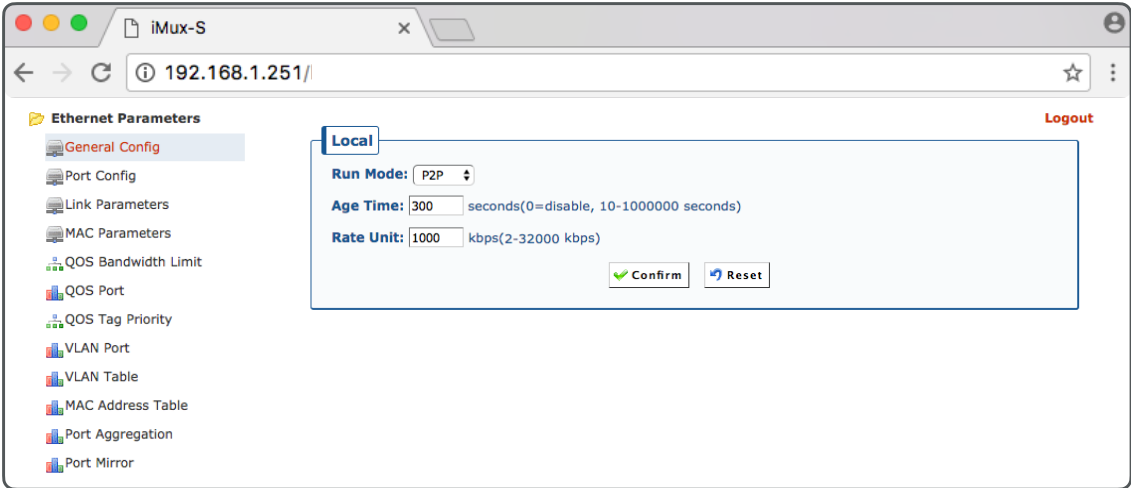 iMux-S
192.168.1.251/
Ethernet Parameters
Logout
General Config
Port Config
Link Parameters
MAC Parameters
QOS Bandwidth Limit
QOS Port
QOS Tag Priority
VLAN Port
VLAN Table
MAC Address Table
Port Aggregation
Port Mirror
Local
Run Mode: P2P
Age Time: 300 seconds(0=disable, 10-1000000 seconds)
Rate Unit: 1000 kbps(2-32000 kbps)
Confirm Reset